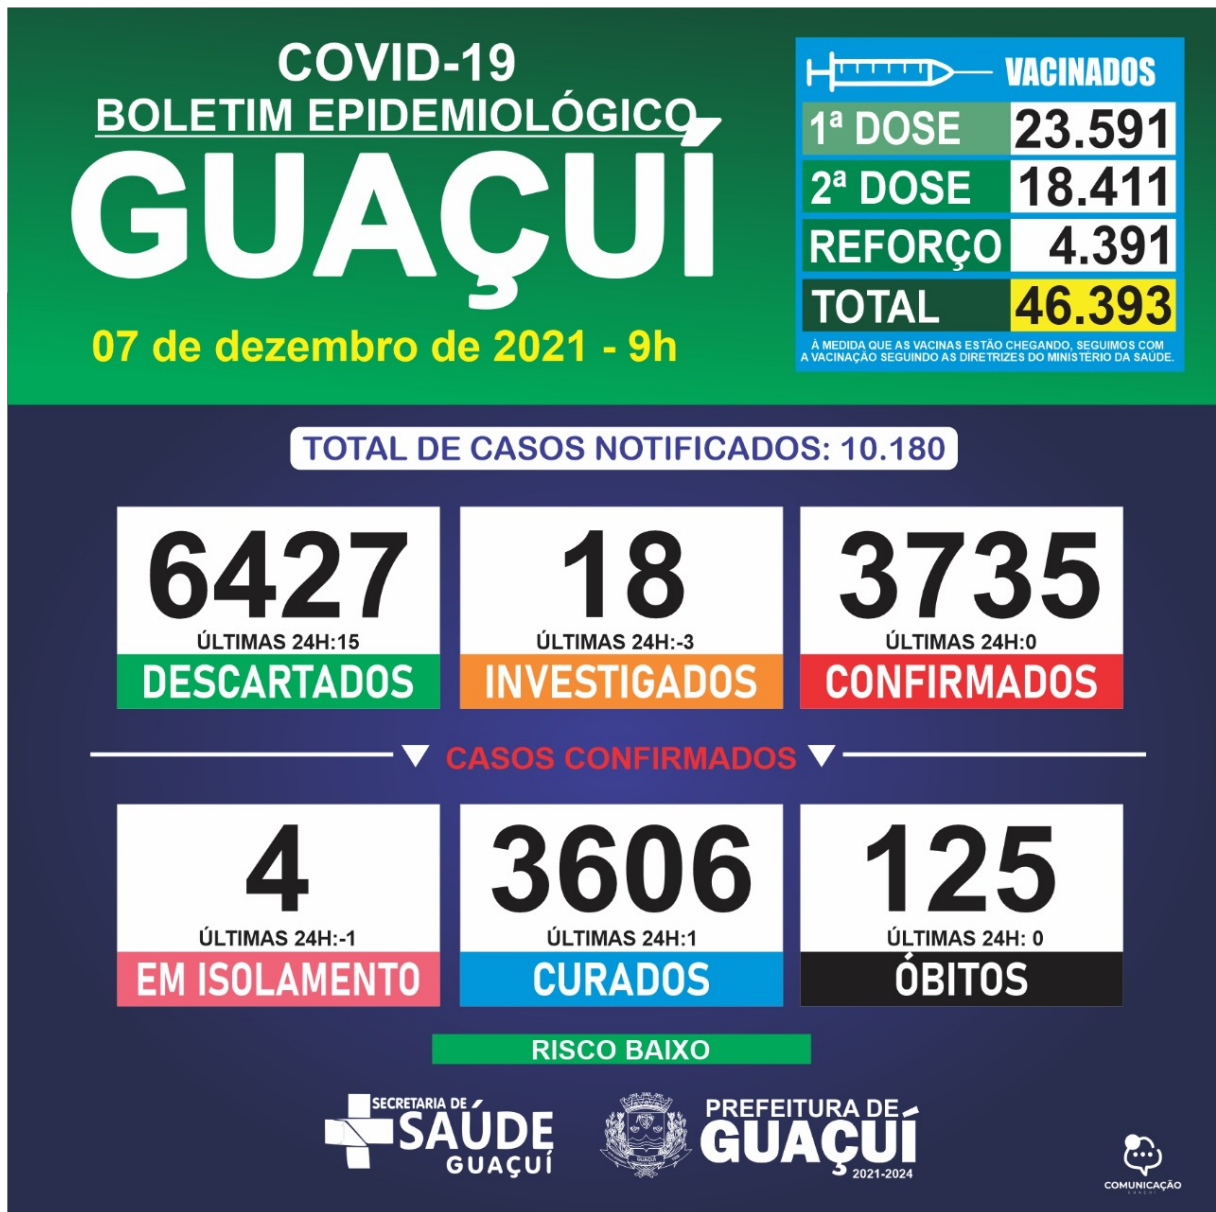 COVID-19
BOLETIM EPIDEMIOLÓGICO
GUAÇUÍ
07 de dezembro de 2021 - 9h
VACINADOS
1ª DOSE 23.591
2ª DOSE 18.411
REFORÇO 4.391
TOTAL 46.393
À MEDIDA QUE AS VACINAS ESTÃO CHEGANDO, SEGUIMOS COM
A VACINAÇÃO SEGUINDO AS DIRETRIZES DO MINISTÉRIO DA SAÚDE.
TOTAL DE CASOS NOTIFICADOS: 10.180
6427
ÚLTIMAS 24H:15
DESCARTADOS
18
ÚLTIMAS 24H:-3
INVESTIGADOS
3735
ÚLTIMAS 24H:0
CONFIRMADOS
CASOS CONFIRMADOS
4
ÚLTIMAS 24H:-1
EM ISOLAMENTO
3606
ÚLTIMAS 24H:1
CURADOS
125
ÚLTIMAS 24H: 0
ÓBITOS
RISCO BAIXO
SECRETARIA DE
SAÚDE
GUAÇUÍ
GUAÇUÍ
PREFEITURA DE
GUAÇUÍ
2021-2024
COMUNICAÇÃO
GUAÇUÍ